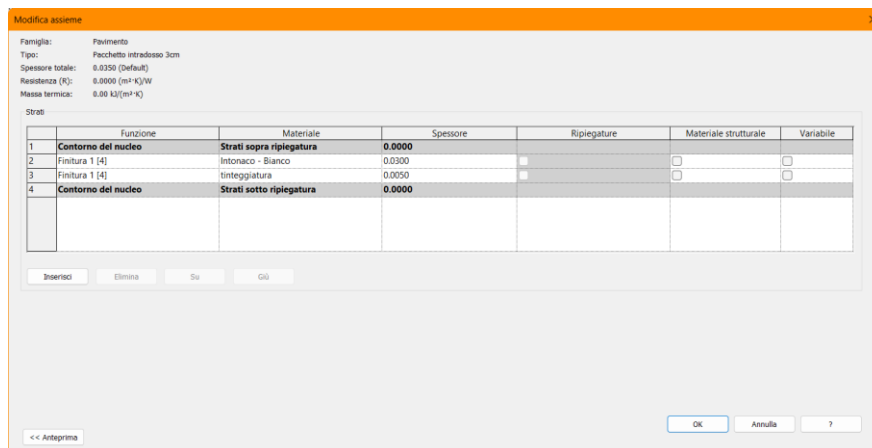 Modifica assieme
Famiglia: Pavimento
Tipo: Pacchetto intradosso 3cm
Spessore totale: 0.0350 (Default)
Resistenza (R): 0.0000 (m²·K)/W
Massa termica: 0.00 kJ/(m²·K)
Strati
Funzione Materiale Spessore Ripiegature Materiale strutturale Variabile
1 Contorno del nucleo Strati sopra ripiegatura 0.0000
2 Finitura 1 [4] Intonaco - Bianco 0.0300
3 Finitura 1 [4] tinteggiatura 0.0050
4 Contorno del nucleo Strati sotto ripiegatura 0.0000
Inserisci Elimina Su Giù
OK Annulla ?
<< Anteprima